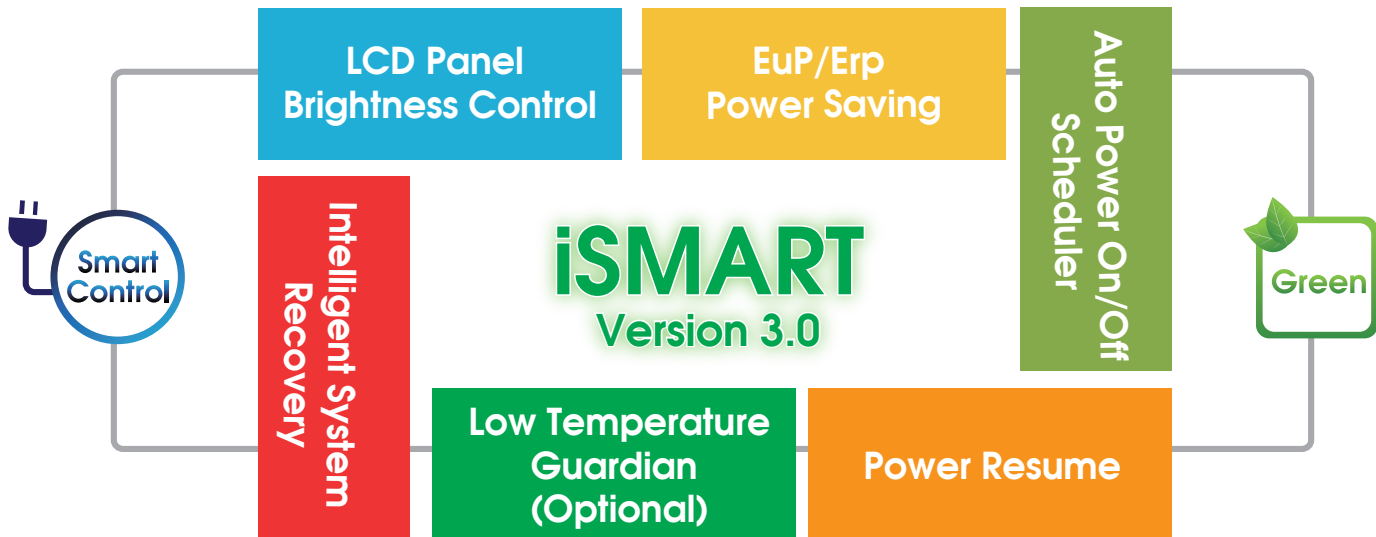 LCD Panel
Brightness Control
EuP/Erp
Power Saving
Auto Power On/Off
Scheduler
Smart
Control
Intelligent System
Recovery
iSMART
Version 3.0
Green
Low Temperature
Guardian
(Optional)
Power Resume